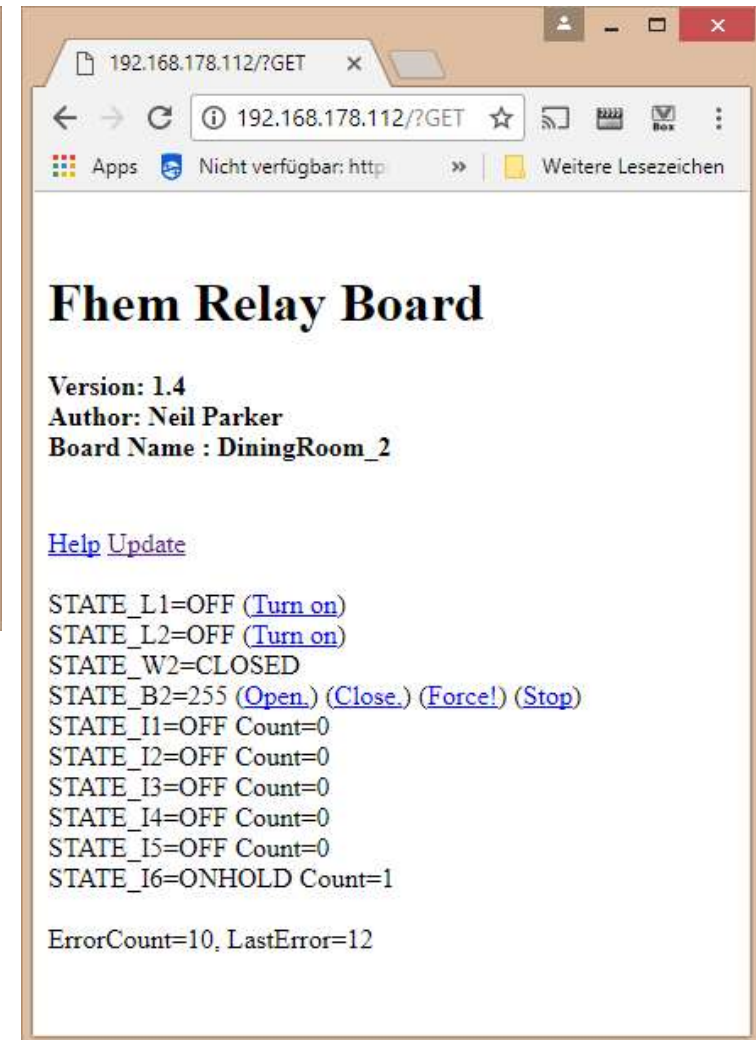 192.168.178.112/?GET
192.168.178.112/?GET
Apps Nicht verfügbar: http » Weitere Lesezeichen
Fhem Relay Board
Version: 1.4
Author: Neil Parker
Board Name : DiningRoom_2
Help Update
STATE_L1=OFF (Turn on)
STATE_L2=OFF (Turn on)
STATE_W2=CLOSED
STATE_B2=255 (Open.) (Close.) (Force!) (Stop)
STATE_I1=OFF Count=0
STATE_I2=OFF Count=0
STATE_I3=OFF Count=0
STATE_I4=OFF Count=0
STATE_I5=OFF Count=0
STATE_I6=ONHOLD Count=1
ErrorCount=10, LastError=12